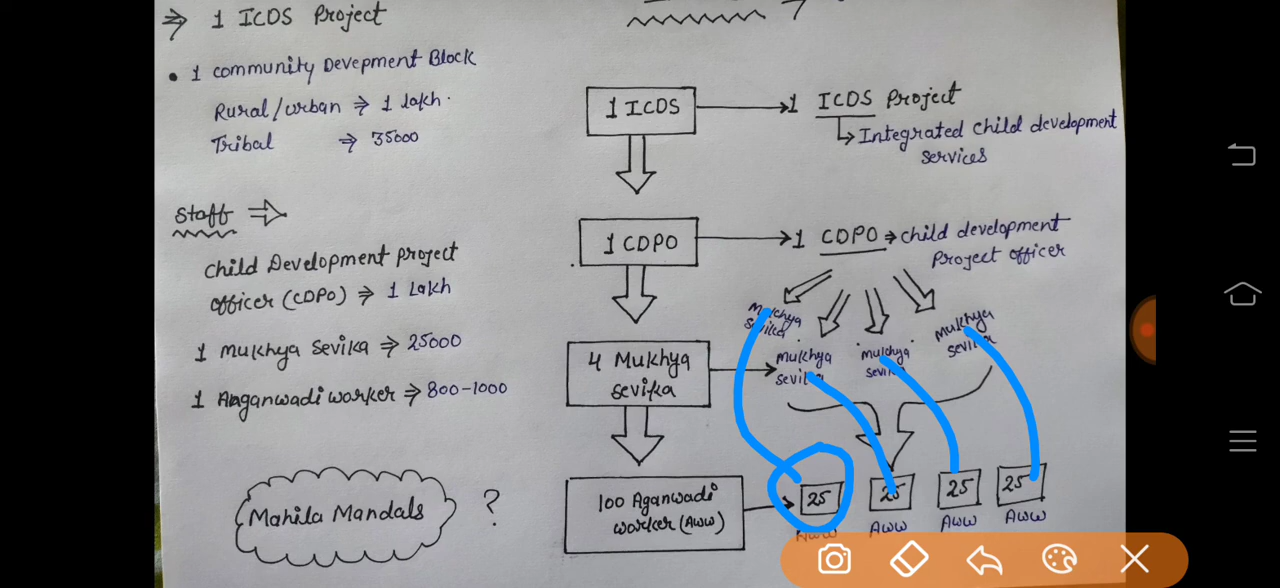 ⇒ 1 ICDS Project
• 1 community Devepment Block
Rural/urban ⇒ 1 lakh.
Tribal ⇒ 35000
Staff ⇒
Child Development project
officer (CDPO) ⇒ 1 Lakh
1 Mukhya Sevika ⇒ 25000
1 Anganwadi worker ⇒ 800-1000
Mahila Mandals ?
1 ICDS
1 ICDS Project
Integrated child development
services
1 CDPO
1 CDPO ⇒ child development
Project officer
Mukhya
sevika
Mukhya
sevika
Mukhya
sevika
Mukhya
sevika
4 Mukhya
sevika
100 Aganwadi
worker (AWW)
25 25 25 25
AWW AWW AWW AWW